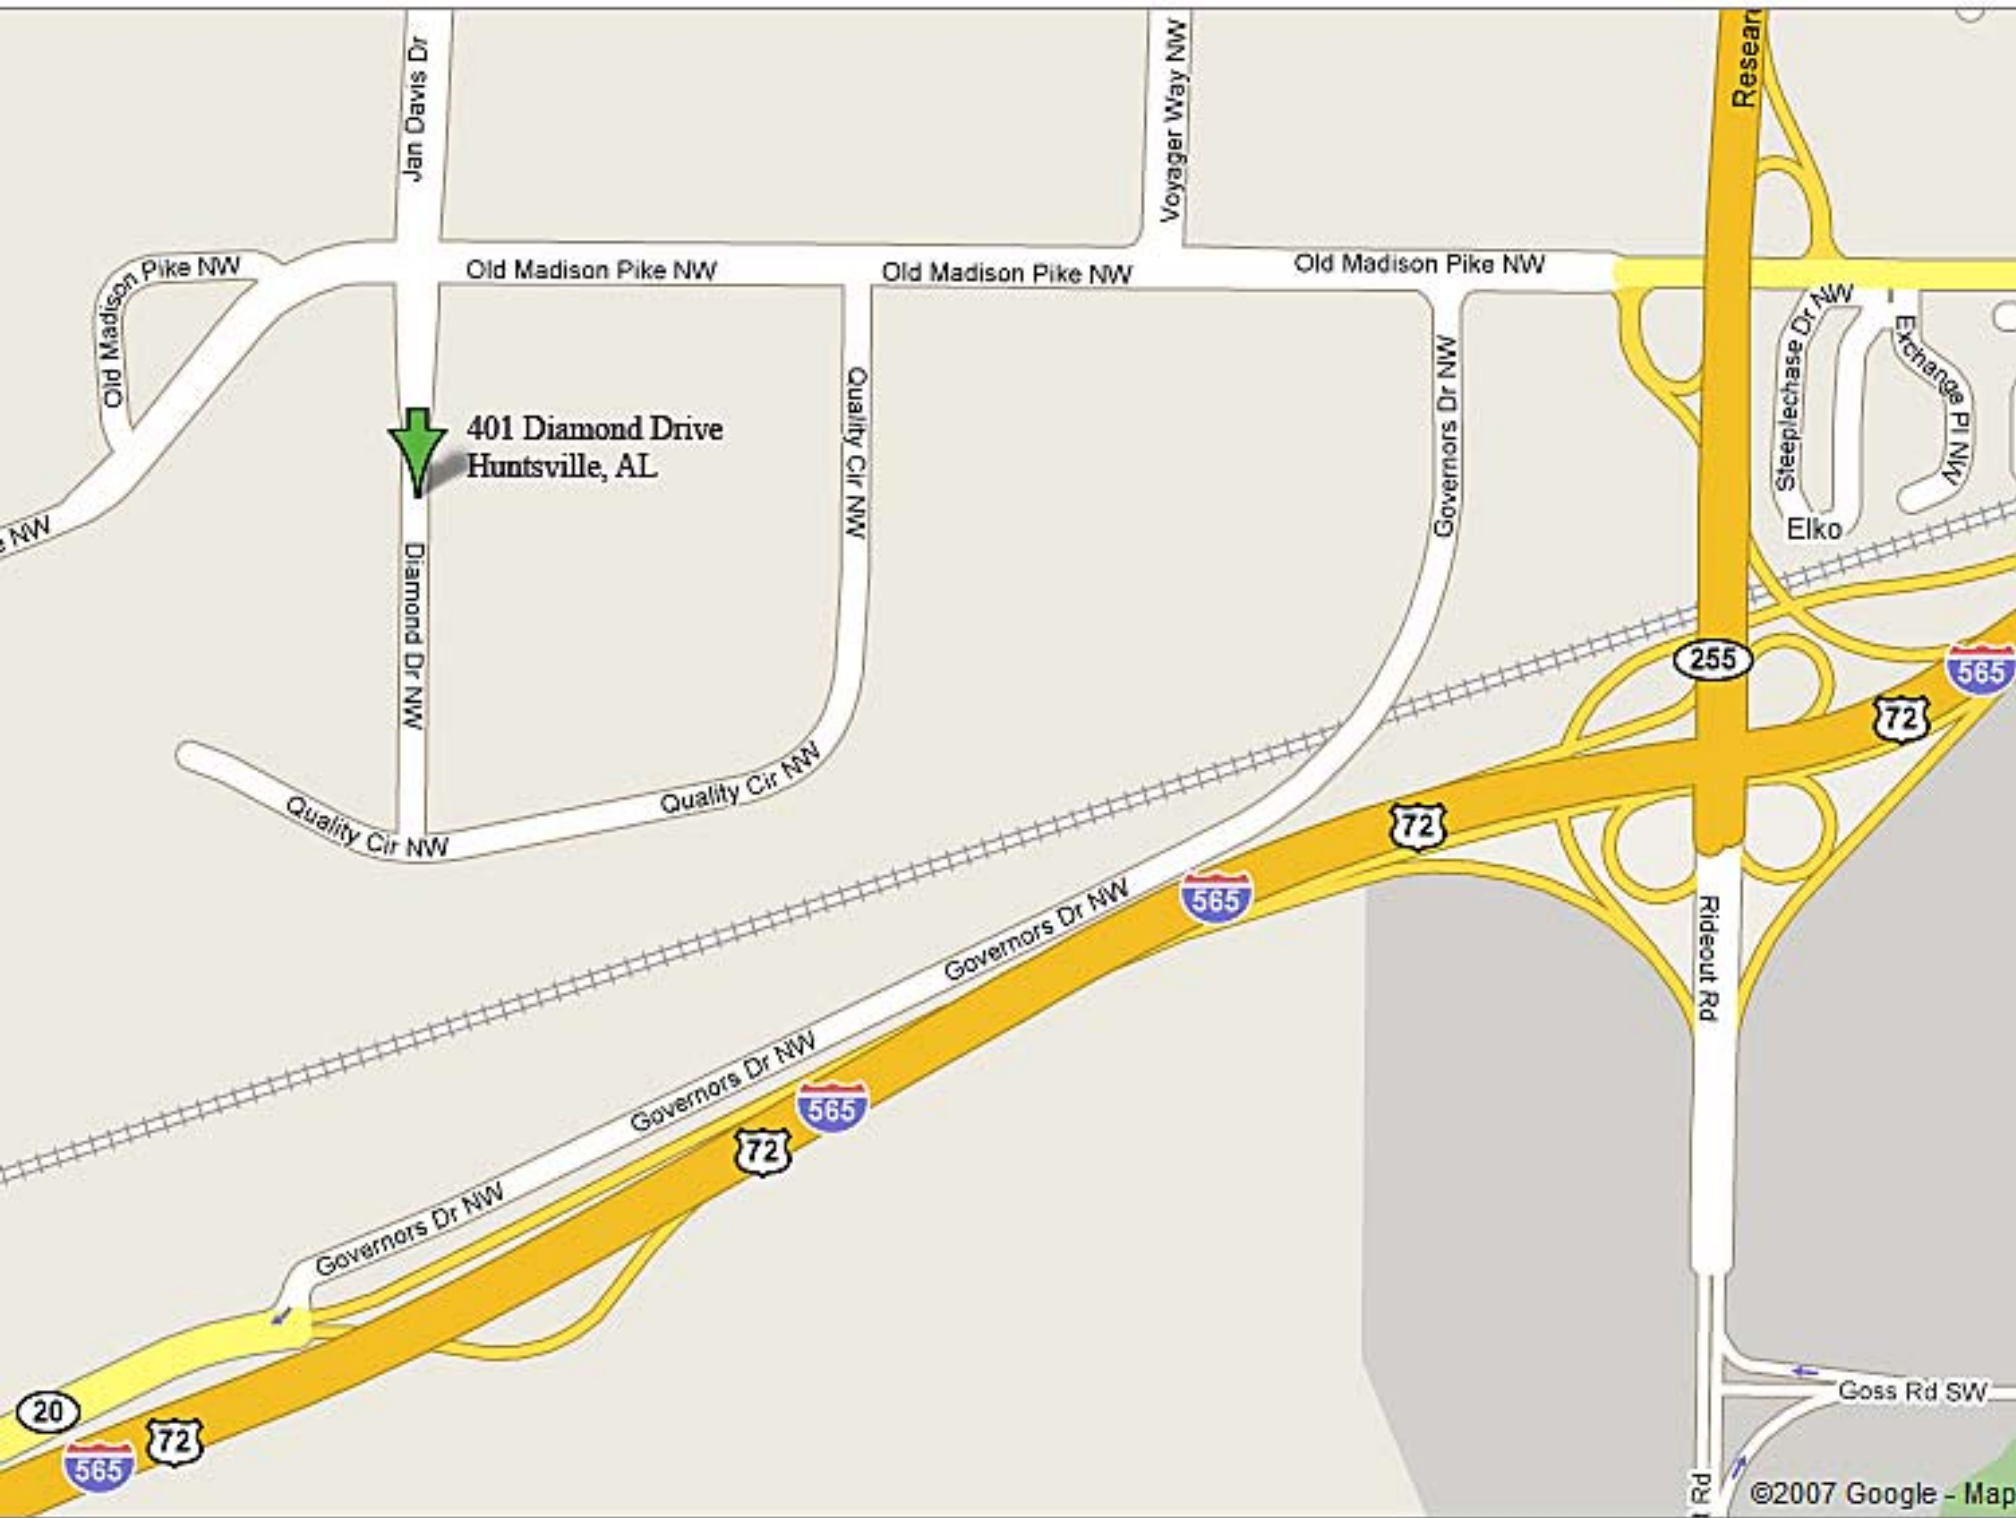 Jan Davis Dr
Voyager Way NW
Resear
Old Madison Pike NW
Old Madison Pike NW
Old Madison Pike NW
Old Madison Pike NW
Old Madison Pike NW
Steeplechase Dr NW
Exchange Pl NW
Elko
401 Diamond Drive
Huntsville, AL
Quality Cir NW
Governors Dr NW
NW
Diamond Dr NW
255
565
72
Quality Cir NW
Quality Cir NW
72
565
Governors Dr NW
Rideout Rd
Governors Dr NW
565
72
Governors Dr NW
Goss Rd SW
20
72
565
Rd
©2007 Google - Map